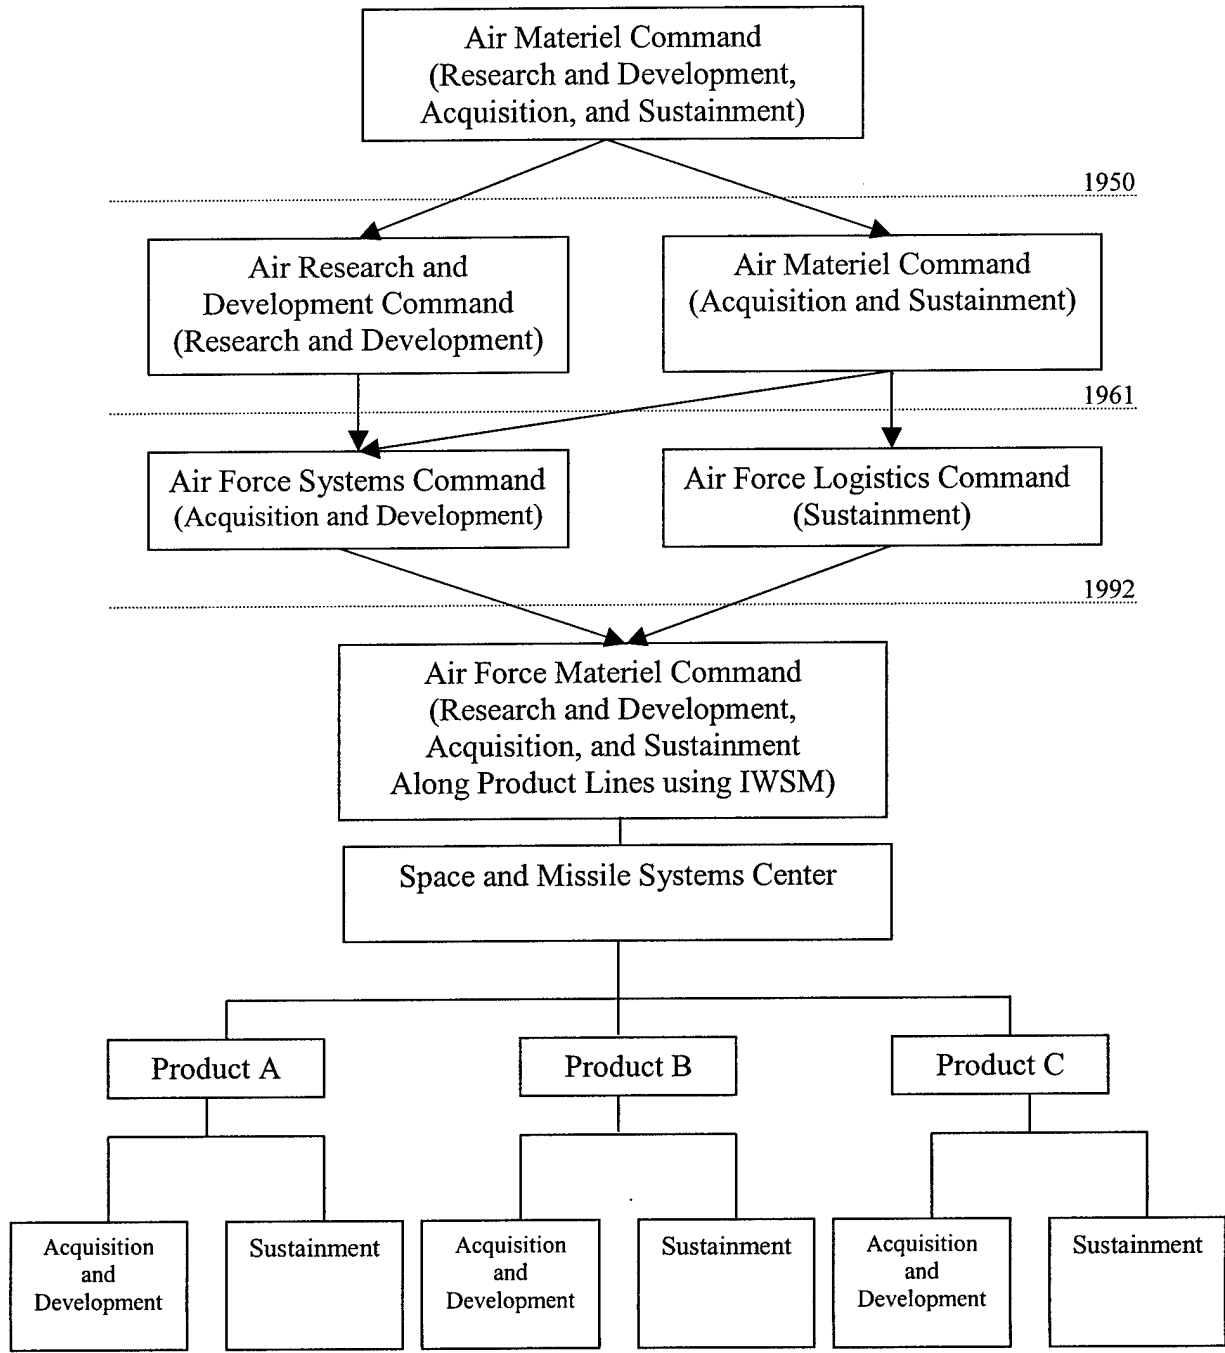 Air Materiel Command
(Research and Development,
Acquisition, and Sustainment)
1950
Air Research and
Development Command
(Research and Development)
Air Materiel Command
(Acquisition and Sustainment)
1961
Air Force Systems Command
(Acquisition and Development)
Air Force Logistics Command
(Sustainment)
1992
Air Force Materiel Command
(Research and Development,
Acquisition, and Sustainment
Along Product Lines using IWSM)
Space and Missile Systems Center
Product A
Product B
Product C
Acquisition
and
Development
Sustainment
Acquisition
and
Development
Sustainment
Acquisition
and
Development
Sustainment